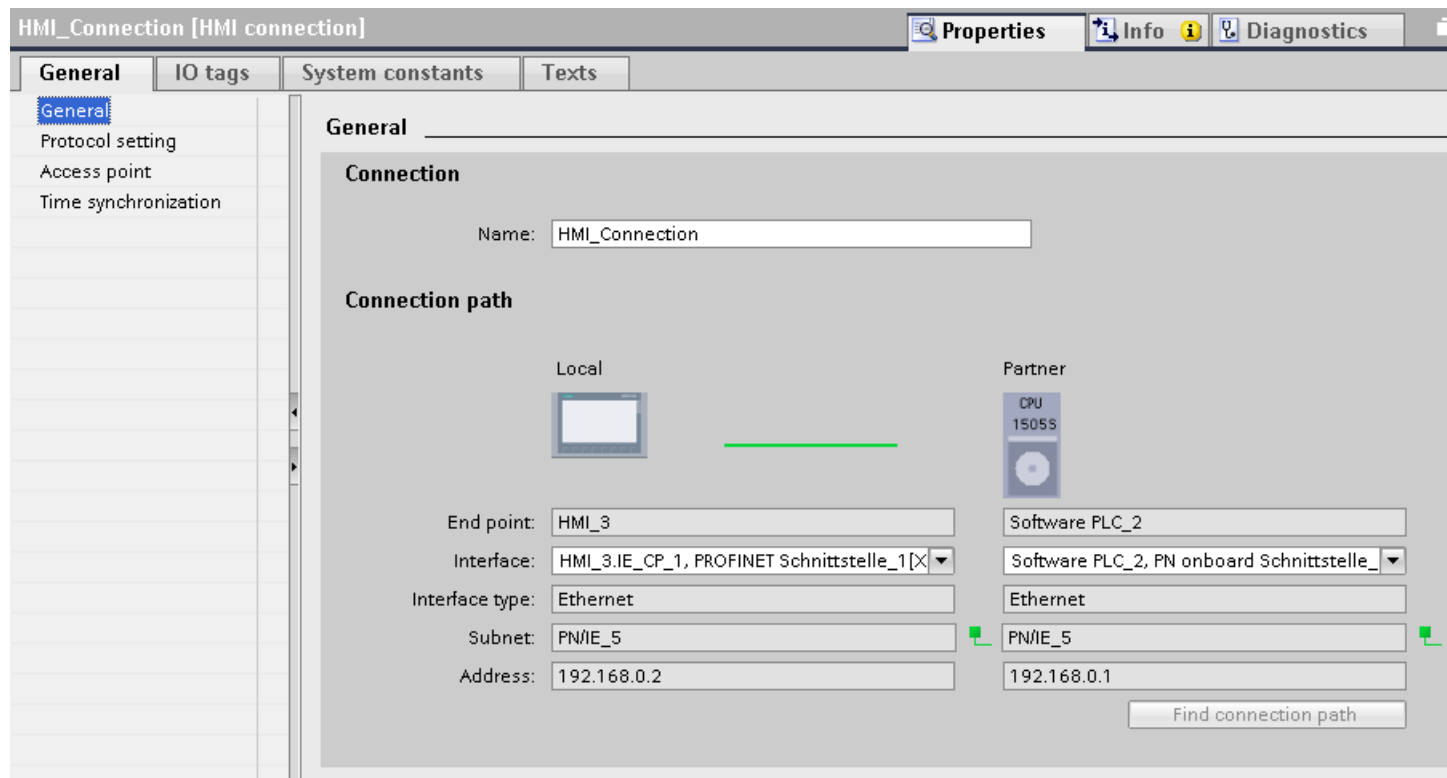 HMI_Connection [HMI connection]
Properties
Info
Diagnostics
General
IO tags
System constants
Texts
General
Protocol setting
Access point
Time synchronization
General
Connection
Name: HMI_Connection
Connection path
Local
Partner
CPU
1505S
End point: HMI_3 Software PLC_2
Interface: HMI_3.IE_CP_1, PROFINET Schnittstelle_1[X Software PLC_2, PN onboard Schnittstelle_
Interface type: Ethernet Ethernet
Subnet: PN/IE_5 PN/IE_5
Address: 192.168.0.2 192.168.0.1
Find connection path